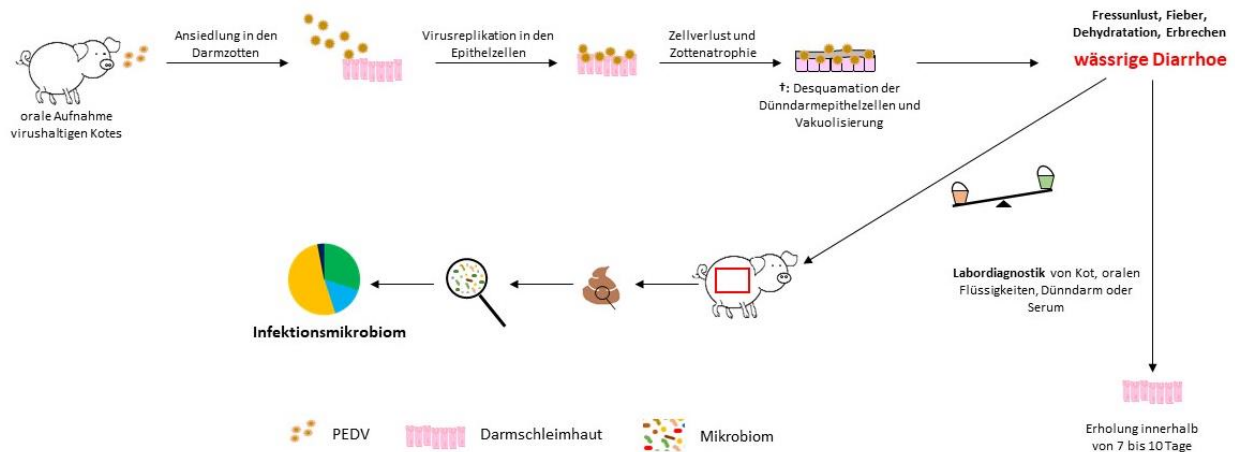 orale Aufnahme
virushaltigen Kotes
Ansiedlung in den
Darmzotten
Virusreplikation in den
Epithelzellen
Zellverlust und
Zottenatrophie
†: Desquamation der
Dünndarmepithelzellen und
Vakuolisierung
Fressunlust, Fieber,
Dehydratation, Erbrechen
wässrige Diarrhoe
Labordiagnostik von Kot, oralen
Flüssigkeiten, Dünndarm oder
Serum
Infektionsmikrobiom
Erholung innerhalb
von 7 bis 10 Tage
PEDV
Darmschleimhaut
Mikrobiom